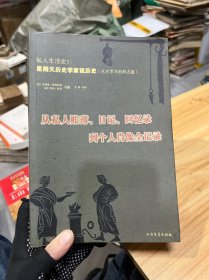 私人生活史1
星期天历史学家说历史（从古罗马到拜占庭）
从私人账簿、日记、回忆录
到个人肖像全记录
北方文艺出版社